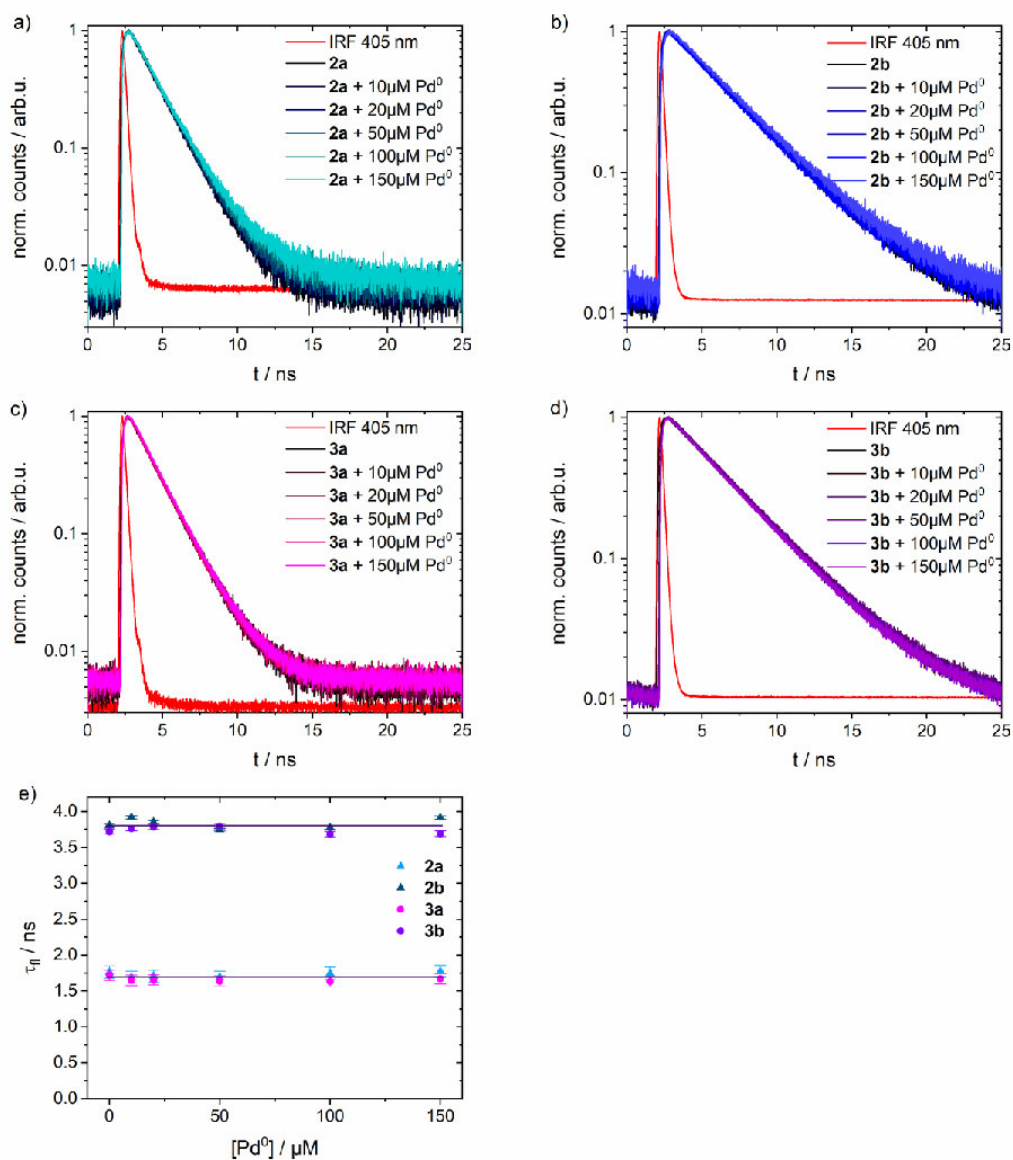 a)
norm. counts / arb.u.
1
0.1
0.01
IRF 405 nm
2a
2a + 10µM Pd⁰
2a + 20µM Pd⁰
2a + 50µM Pd⁰
2a + 100µM Pd⁰
2a + 150µM Pd⁰
0 5 10 15 20 25
t / ns
b)
norm. counts / arb.u.
1
0.1
0.01
IRF 405 nm
2b
2b + 10µM Pd⁰
2b + 20µM Pd⁰
2b + 50µM Pd⁰
2b + 100µM Pd⁰
2b + 150µM Pd⁰
0 5 10 15 20 25
t / ns
c)
norm. counts / arb.u.
1
0.1
0.01
IRF 405 nm
3a
3a + 10µM Pd⁰
3a + 20µM Pd⁰
3a + 50µM Pd⁰
3a + 100µM Pd⁰
3a + 150µM Pd⁰
0 5 10 15 20 25
t / ns
d)
norm. counts / arb.u.
1
0.1
0.01
IRF 405 nm
3b
3b + 10µM Pd⁰
3b + 20µM Pd⁰
3b + 50µM Pd⁰
3b + 100µM Pd⁰
3b + 150µM Pd⁰
0 5 10 15 20 25
t / ns
e)
τfl / ns
4.0
3.5
3.0
2.5
2.0
1.5
1.0
0.5
0.0
2a
2b
3a
3b
0 50 100 150
[Pd⁰] / µM